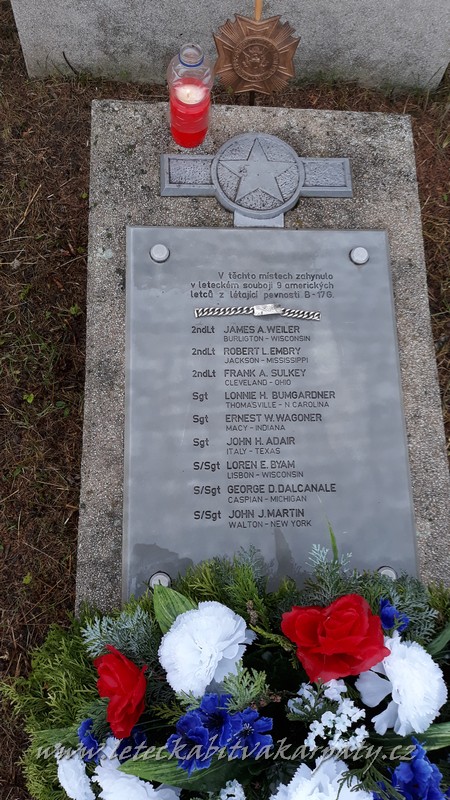 V těchto místech zahynulo
v leteckém souboji 9 amerických
letců z létající pevnosti B-17G.
2ndLt JAMES A. WEILER
BURLIGTON - WISCONSIN
2ndLt ROBERT L. EMBRY
JACKSON - MISSISSIPPI
2ndLt FRANK A. SULKEY
CLEVELAND - OHIO
Sgt LONNIE H. BUMGARDNER
THOMASVILLE - N CAROLINA
Sgt ERNEST W. WAGONER
MACY - INDIANA
Sgt JOHN H. ADAIR
ITALY - TEXAS
S/Sgt LOREN E. BYAM
LISBON - WISCONSIN
S/Sgt GEORGE D. DALCANALE
CASPIAN - MICHIGAN
S/Sgt JOHN J. MARTIN
WALTON - NEW YORK
www.leteckabitvakarpaty.cz